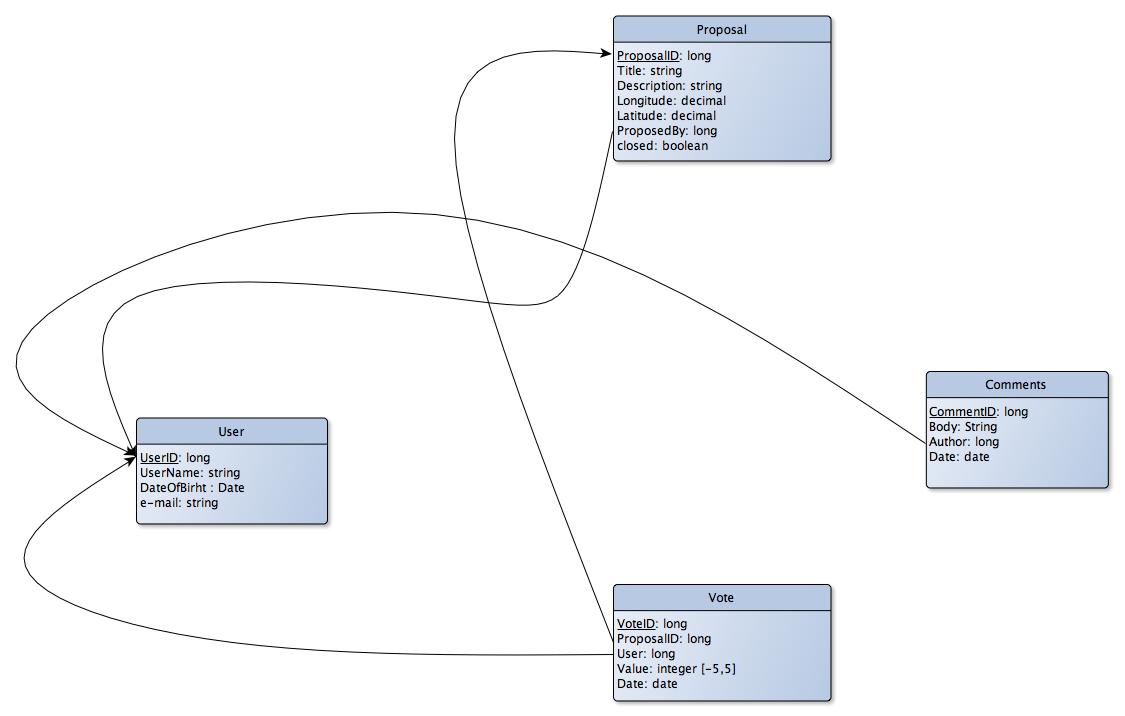 Proposal
ProposalID: long
Title: string
Description: string
Longitude: decimal
Latitude: decimal
ProposedBy: long
closed: boolean
Comments
CommentID: long
Body: String
Author: long
Date: date
User
UserID: long
UserName: string
DateOfBirht : Date
e-mail: string
Vote
VoteID: long
ProposalID: long
User: long
Value: integer [-5,5]
Date: date